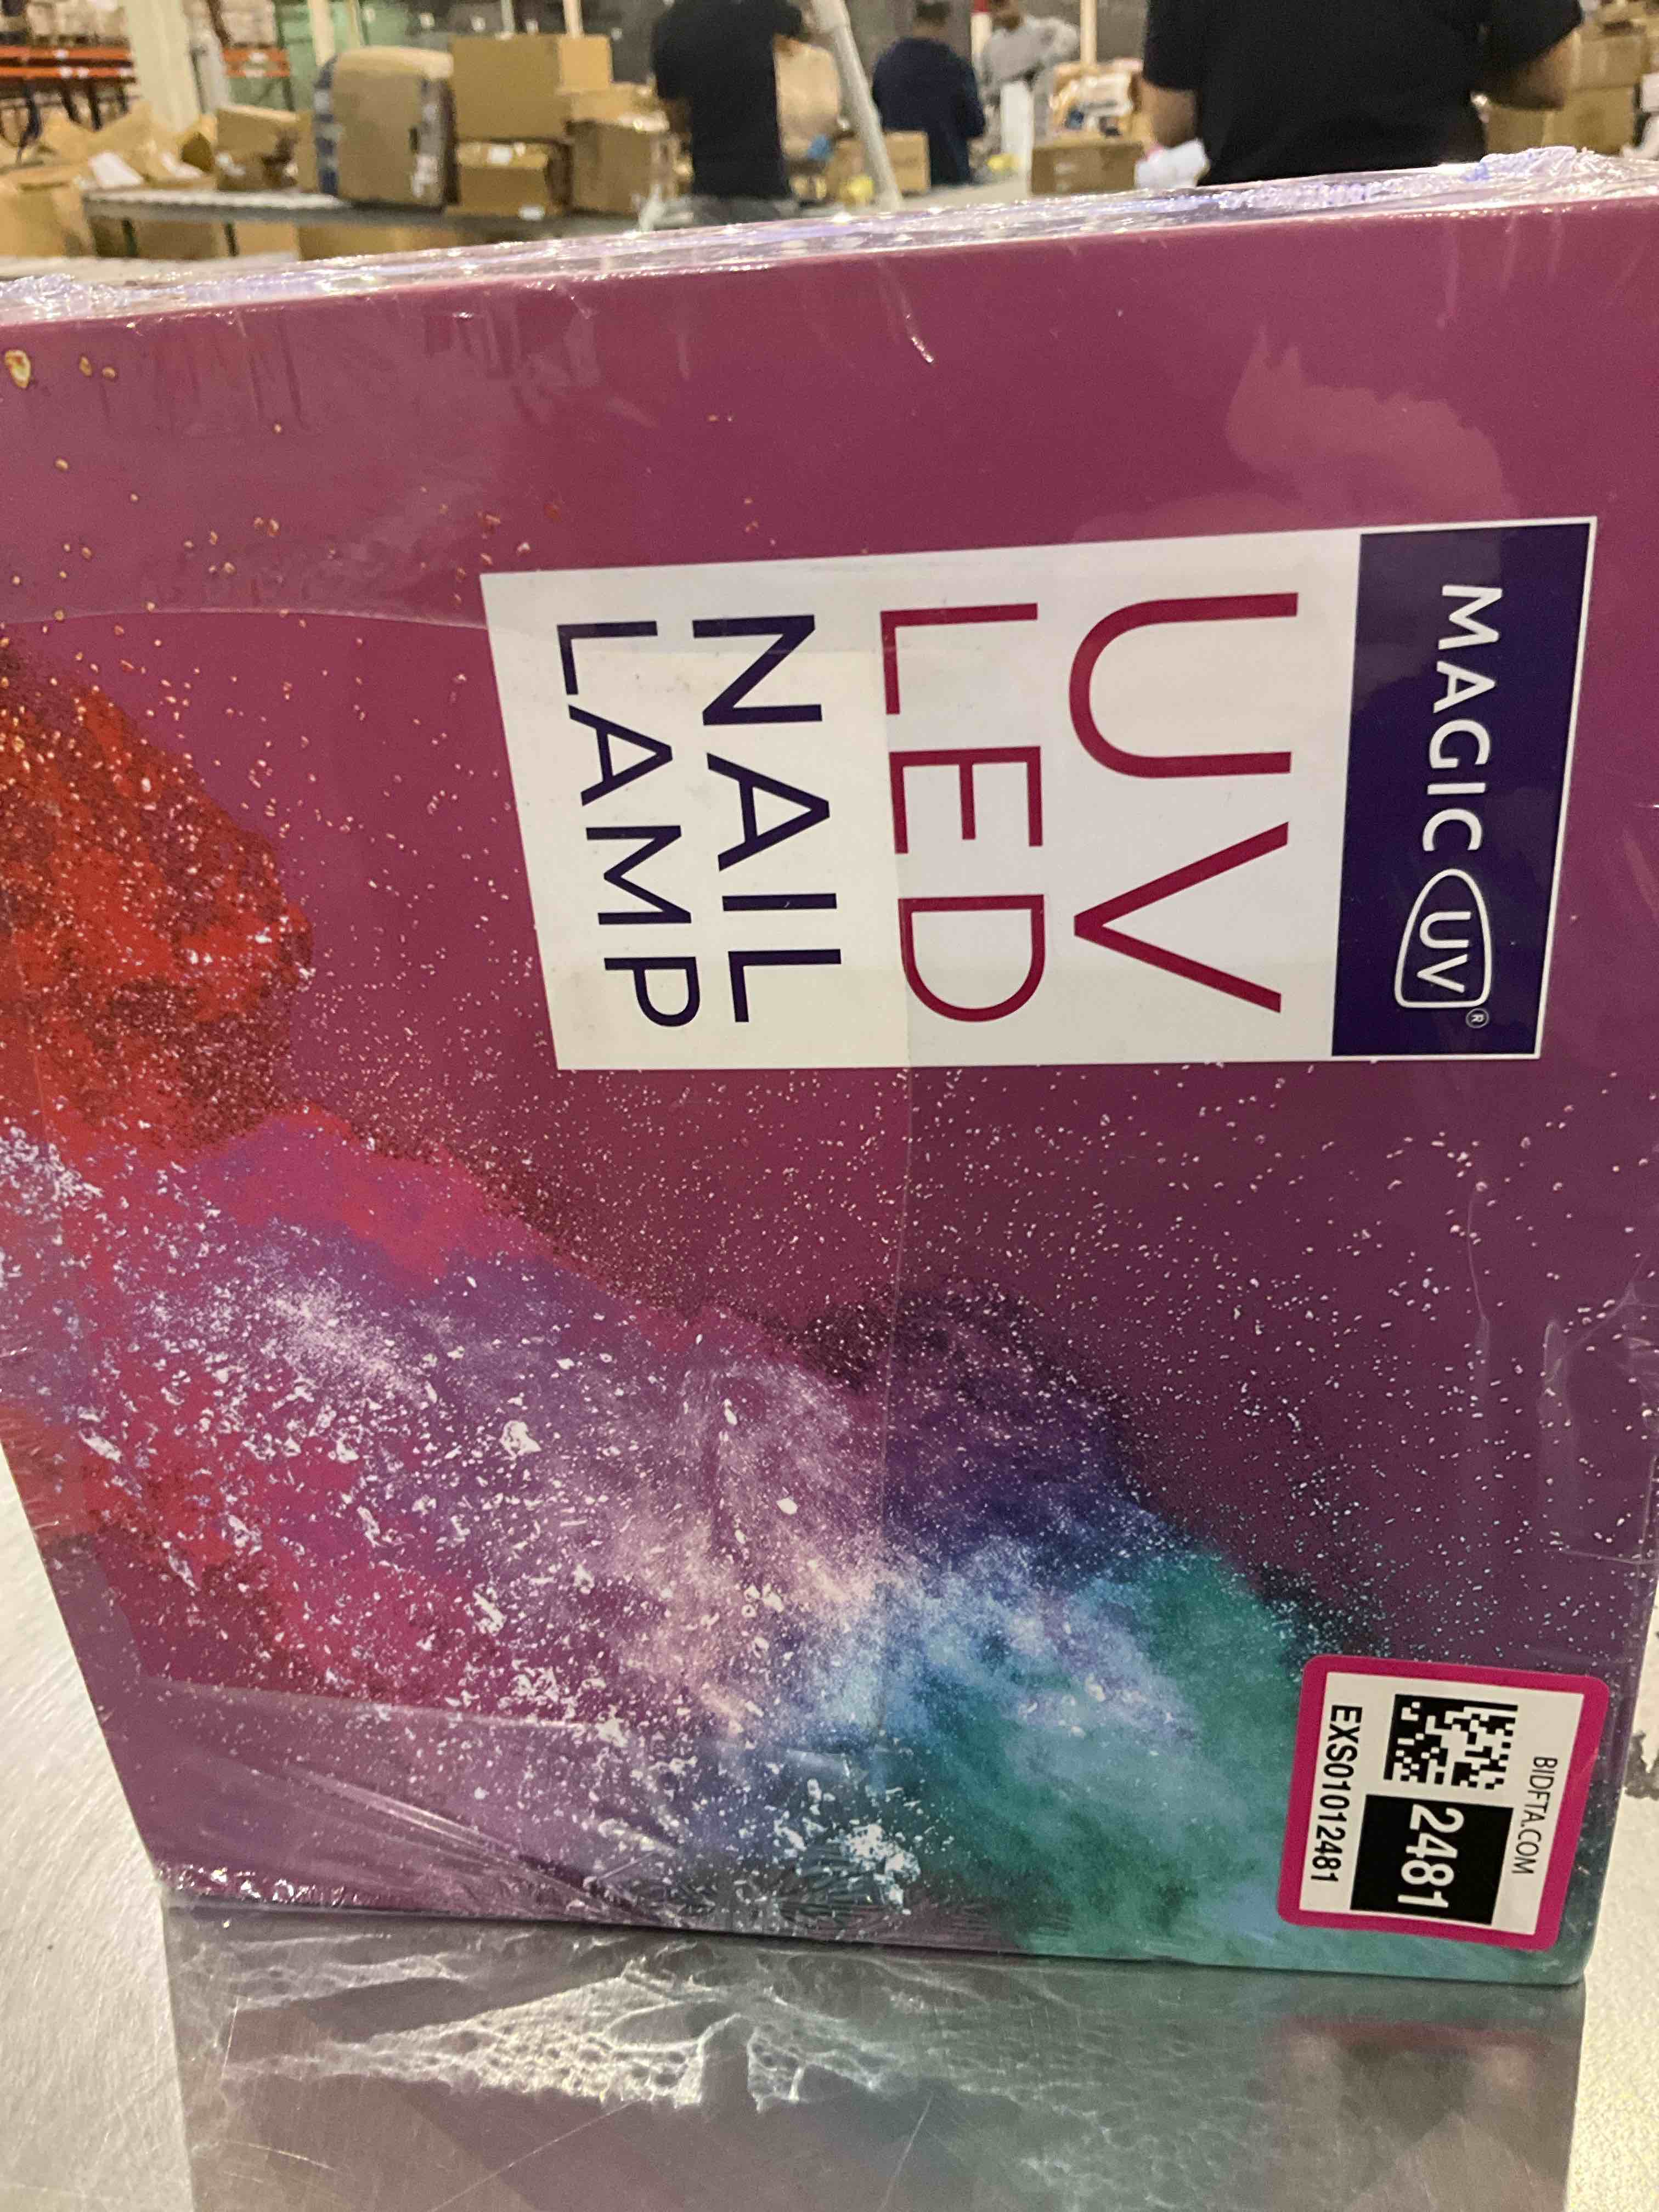 MAGIC UV®
UV
LED
NAIL
LAMP
BIDFTA.COM
2481
EXS01012481